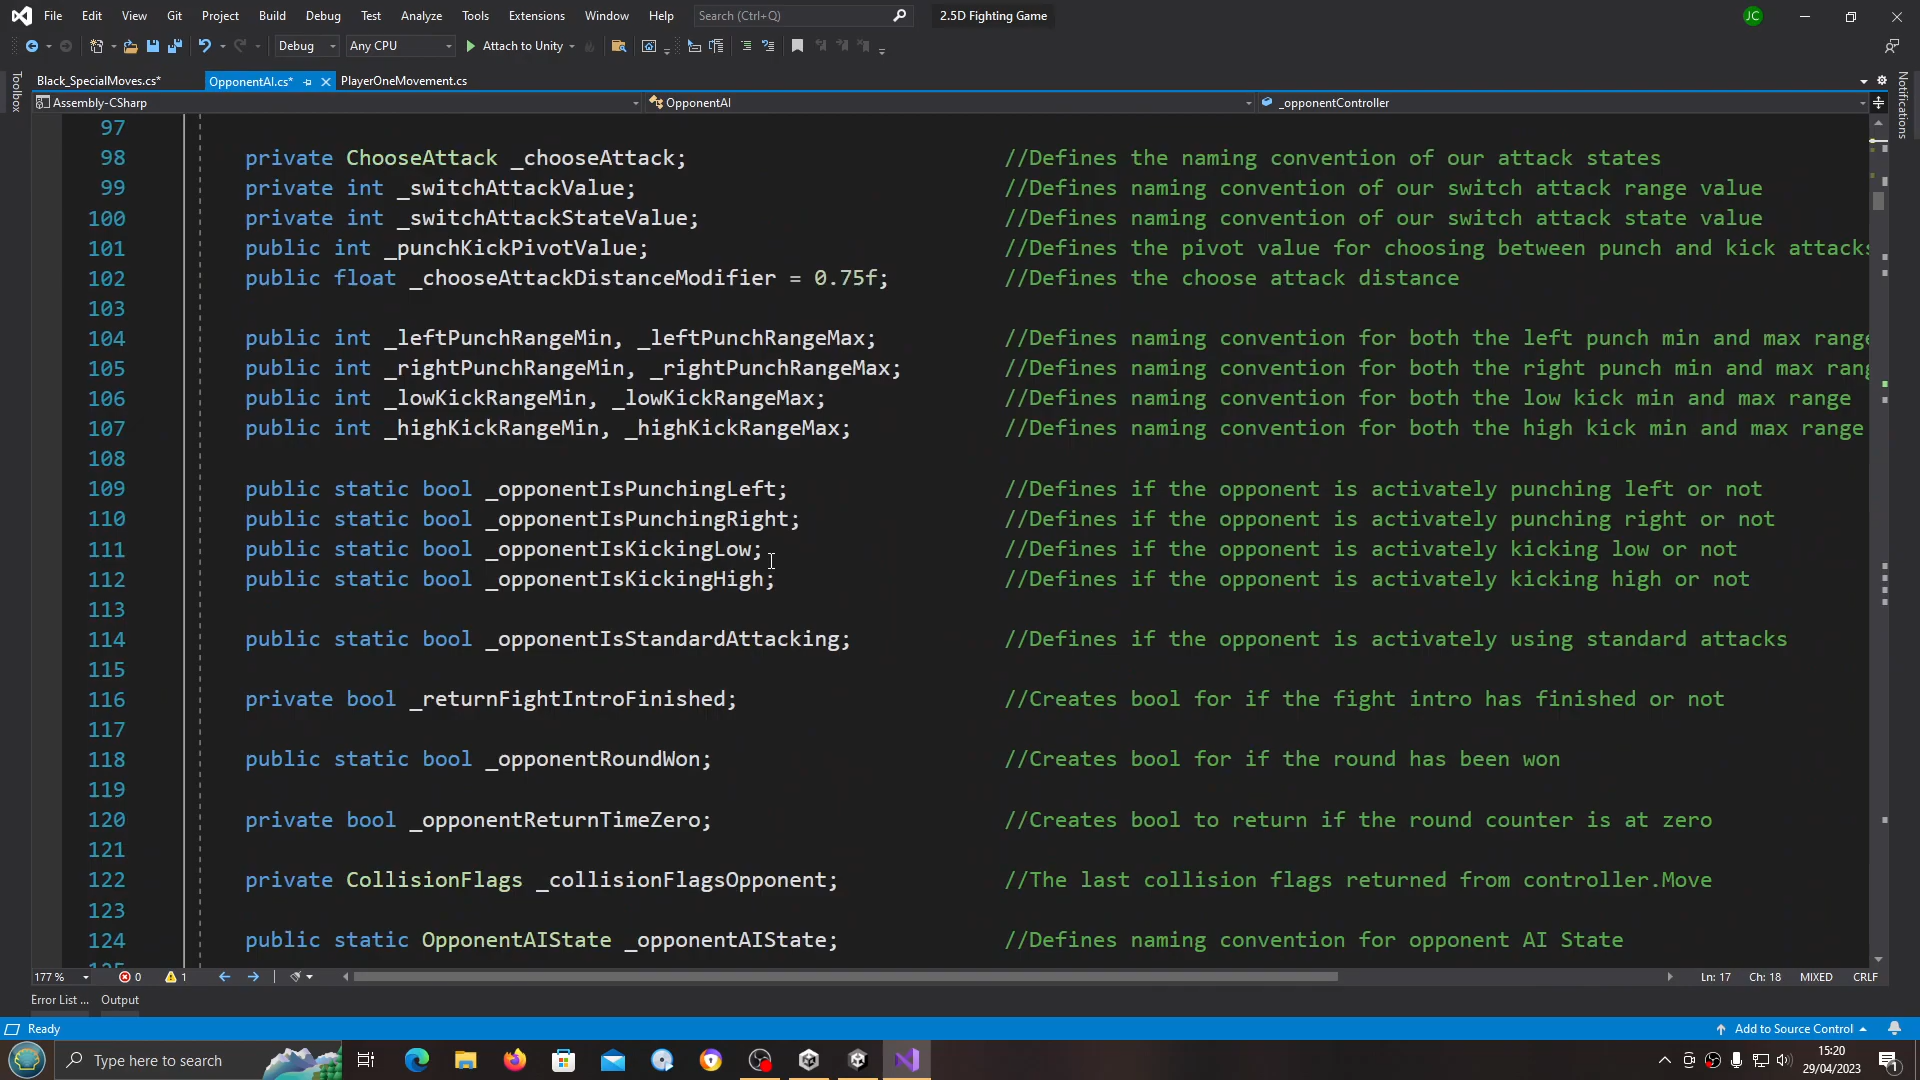 File Edit View Git Project Build Debug Test Analyze Tools Extensions Window Help Search (Ctrl+Q) 2.5D Fighting Game JC
Debug Any CPU Attach to Unity
Toolbox
Black_SpecialMoves.cs* OpponentAI.cs* PlayerOneMovement.cs
Notifications
Assembly-CSharp OpponentAI _opponentController
97
98 private ChooseAttack _chooseAttack; //Defines the naming convention of our attack states
99 private int _switchAttackValue; //Defines naming convention of our switch attack range value
100 private int _switchAttackStateValue; //Defines naming convention of our switch attack state value
101 public int _punchKickPivotValue; //Defines the pivot value for choosing between punch and kick attacks
102 public float _chooseAttackDistanceModifier = 0.75f; //Defines the choose attack distance
103
104 public int _leftPunchRangeMin, _leftPunchRangeMax; //Defines naming convention for both the left punch min and max range
105 public int _rightPunchRangeMin, _rightPunchRangeMax; //Defines naming convention for both the right punch min and max rang
106 public int _lowKickRangeMin, _lowKickRangeMax; //Defines naming convention for both the low kick min and max range
107 public int _highKickRangeMin, _highKickRangeMax; //Defines naming convention for both the high kick min and max range
108
109 public static bool _opponentIsPunchingLeft; //Defines if the opponent is activately punching left or not
110 public static bool _opponentIsPunchingRight; //Defines if the opponent is activately punching right or not
111 public static bool _opponentIsKickingLow; //Defines if the opponent is activately kicking low or not
112 public static bool _opponentIsKickingHigh; //Defines if the opponent is activately kicking high or not
113
114 public static bool _opponentIsStandardAttacking; //Defines if the opponent is activately using standard attacks
115
116 private bool _returnFightIntroFinished; //Creates bool for if the fight intro has finished or not
117
118 public static bool _opponentRoundWon; //Creates bool for if the round has been won
119
120 private bool _opponentReturnTimeZero; //Creates bool to return if the round counter is at zero
121
122 private CollisionFlags _collisionFlagsOpponent; //The last collision flags returned from controller.Move
123
124 public static OpponentAIState _opponentAIState; //Defines naming convention for opponent AI State
177 % 0 1 Ln: 17 Ch: 18 MIXED CRLF
Error List ... Output
Ready Add to Source Control
Type here to search 15:20
29/04/2023 1